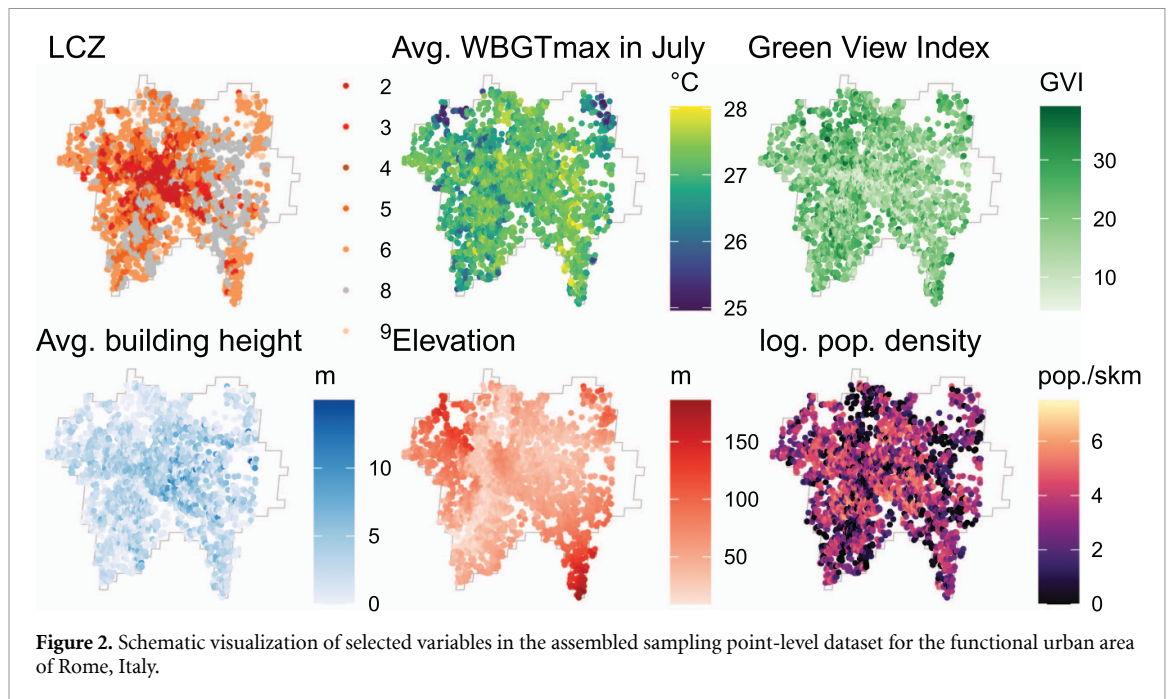 LCZ
2
3
4
5
6
8
9
Avg. WBGTmax in July
°C
28
27
26
25
Green View Index
GVI
30
20
10
Avg. building height
m
10
5
0
Elevation
m
150
100
50
log. pop. density
pop./skm
6
4
2
0
Figure 2. Schematic visualization of selected variables in the assembled sampling point-level dataset for the functional urban area
of Rome, Italy.